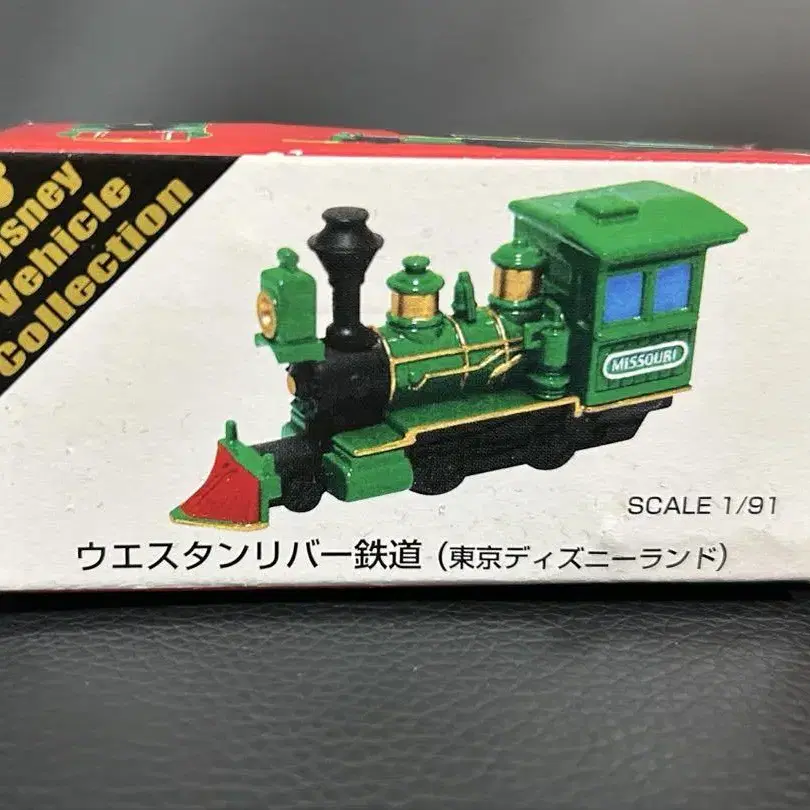 Disney
Vehicle
Collection
MISSOURI
SCALE 1/91
ウエスタンリバー鉄道（東京ディズニーランド）